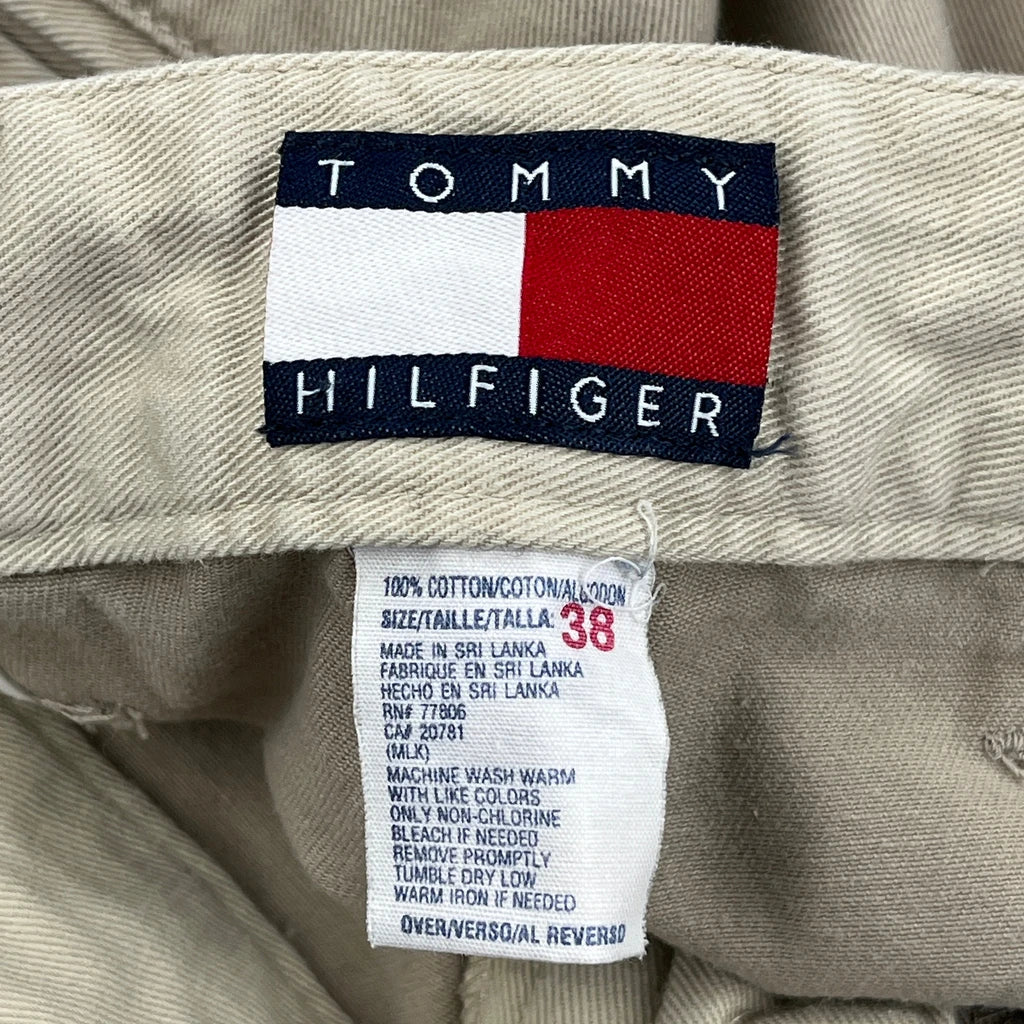 TOMMY
HILFIGER
100% COTTON/COTON/ALGODON
SIZE/TAILLE/TALLA: 38
MADE IN SRI LANKA
FABRIQUE EN SRI LANKA
HECHO EN SRI LANKA
RN# 77806
CA# 20781
(MLK)
MACHINE WASH WARM
WITH LIKE COLORS
ONLY NON-CHLORINE
BLEACH IF NEEDED
REMOVE PROMPTLY
TUMBLE DRY LOW
WARM IRON IF NEEDED
OVER/VERSO/AL REVERSO